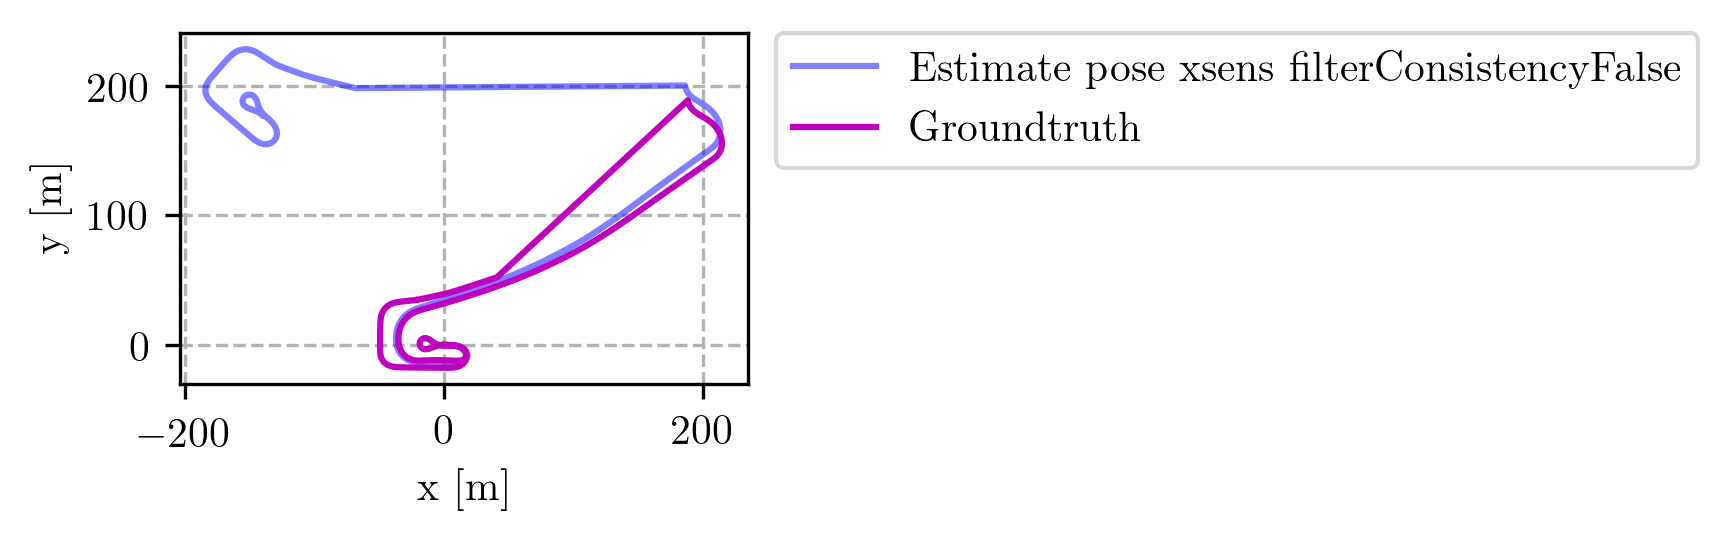 200
100
0
y [m]
−200
0
200
x [m]
Estimate pose xsens filterConsistencyFalse
Groundtruth